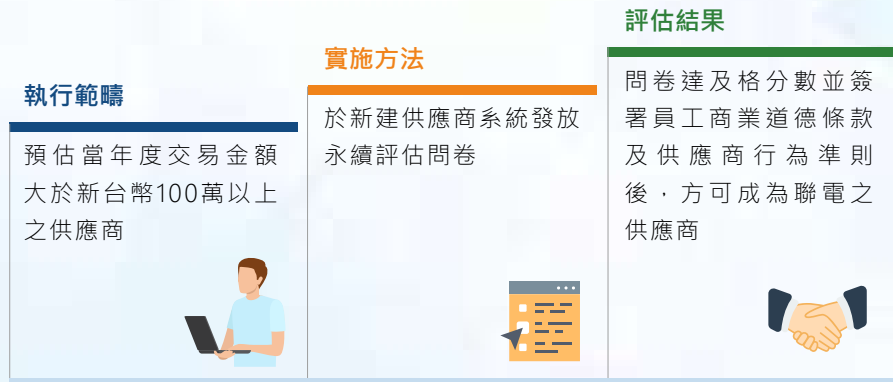 執行範疇
預估當年度交易金額
大於新台幣100萬以上
之供應商
實施方法
於新建供應商系統發放
永續評估問卷
評估結果
問卷達及格分數並簽
署員工商業道德條款
及供應商行為準則
後，方可成為聯電之
供應商